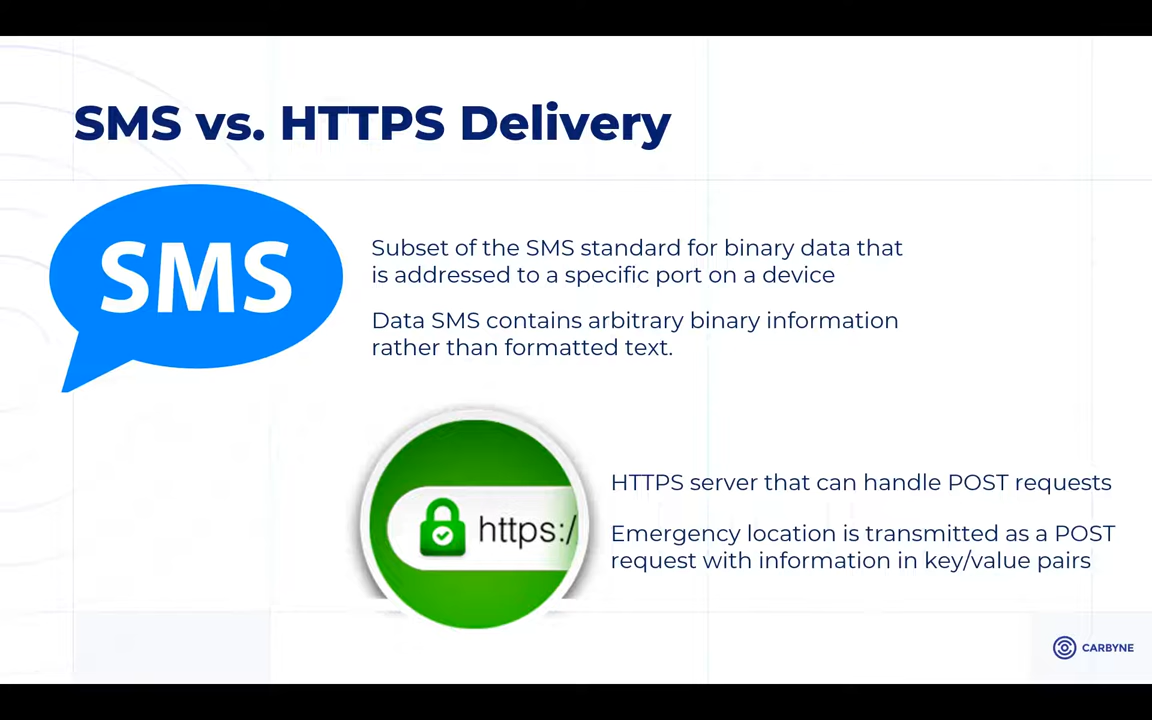 SMS vs. HTTPS Delivery
SMS
Subset of the SMS standard for binary data that
is addressed to a specific port on a device
Data SMS contains arbitrary binary information
rather than formatted text.
https:/
HTTPS server that can handle POST requests
Emergency location is transmitted as a POST
request with information in key/value pairs
CARBYNE